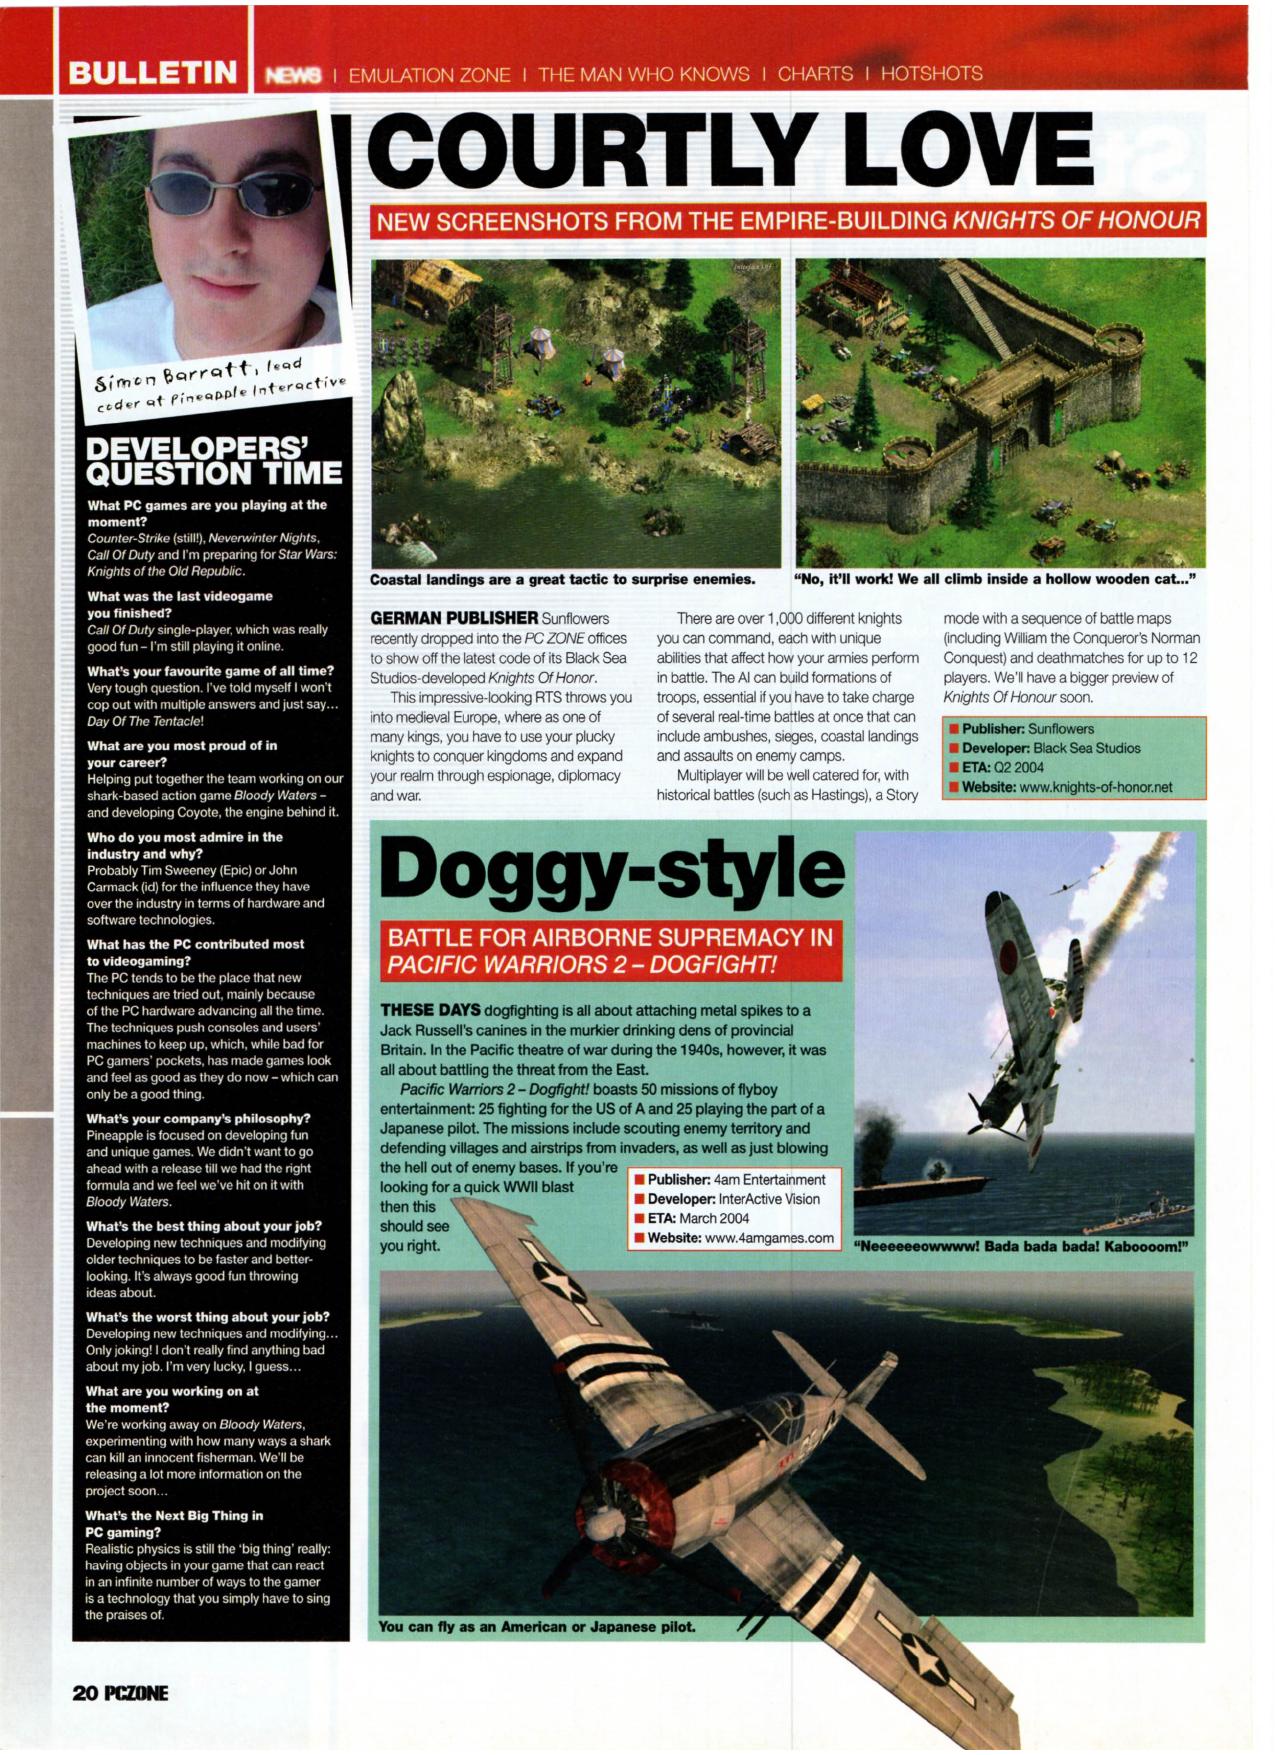 BULLETIN
NEWS | EMULATION ZONE | THE MAN WHO KNOWS | CHARTS | HOTSHOTS
Simon Barratt, lead
coder at Pineapple Interactive
DEVELOPERS'
QUESTION TIME
What PC games are you playing at the
moment?
Counter-Strike (still!), Neverwinter Nights,
Call Of Duty and I'm preparing for Star Wars:
Knights of the Old Republic.
What was the last videogame
you finished?
Call Of Duty single-player, which was really
good fun – I'm still playing it online.
What's your favourite game of all time?
Very tough question. I've told myself I won't
cop out with multiple answers and just say...
Day Of The Tentacle!
What are you most proud of in
your career?
Helping put together the team working on our
shark-based action game Bloody Waters –
and developing Coyote, the engine behind it.
Who do you most admire in the
industry and why?
Probably Tim Sweeney (Epic) or John
Carmack (id) for the influence they have
over the industry in terms of hardware and
software technologies.
What has the PC contributed most
to videogaming?
The PC tends to be the place that new
techniques are tried out, mainly because
of the PC hardware advancing all the time.
The techniques push consoles and users'
machines to keep up, which, while bad for
PC gamers' pockets, has made games look
and feel as good as they do now – which can
only be a good thing.
What's your company's philosophy?
Pineapple is focused on developing fun
and unique games. We didn't want to go
ahead with a release till we had the right
formula and we feel we've hit on it with
Bloody Waters.
What's the best thing about your job?
Developing new techniques and modifying
older techniques to be faster and better-
looking. It's always good fun throwing
ideas about.
What's the worst thing about your job?
Developing new techniques and modifying...
Only joking! I don't really find anything bad
about my job. I'm very lucky, I guess...
What are you working on at
the moment?
We're working away on Bloody Waters,
experimenting with how many ways a shark
can kill an innocent fisherman. We'll be
releasing a lot more information on the
project soon...
What's the Next Big Thing in
PC gaming?
Realistic physics is still the 'big thing' really:
having objects in your game that can react
in an infinite number of ways to the gamer
is a technology that you simply have to sing
the praises of.
COURTLY LOVE
NEW SCREENSHOTS FROM THE EMPIRE-BUILDING KNIGHTS OF HONOUR
Coastal landings are a great tactic to surprise enemies.
"No, it'll work! We all climb inside a hollow wooden cat..."
GERMAN PUBLISHER Sunflowers
recently dropped into the PC ZONE offices
to show off the latest code of its Black Sea
Studios-developed Knights Of Honor.
This impressive-looking RTS throws you
into medieval Europe, where as one of
many kings, you have to use your plucky
knights to conquer kingdoms and expand
your realm through espionage, diplomacy
and war.
There are over 1,000 different knights
you can command, each with unique
abilities that affect how your armies perform
in battle. The AI can build formations of
troops, essential if you have to take charge
of several real-time battles at once that can
include ambushes, sieges, coastal landings
and assaults on enemy camps.
Multiplayer will be well catered for, with
historical battles (such as Hastings), a Story
mode with a sequence of battle maps
(including William the Conqueror's Norman
Conquest) and deathmatches for up to 12
players. We'll have a bigger preview of
Knights Of Honour soon.
Publisher: Sunflowers
Developer: Black Sea Studios
ETA: Q2 2004
Website: www.knights-of-honor.net
Doggy-style
BATTLE FOR AIRBORNE SUPREMACY IN
PACIFIC WARRIORS 2 – DOGFIGHT!
THESE DAYS dogfighting is all about attaching metal spikes to a
Jack Russell's canines in the murkier drinking dens of provincial
Britain. In the Pacific theatre of war during the 1940s, however, it was
all about battling the threat from the East.
Pacific Warriors 2 – Dogfight! boasts 50 missions of flyboy
entertainment: 25 fighting for the US of A and 25 playing the part of a
Japanese pilot. The missions include scouting enemy territory and
defending villages and airstrips from invaders, as well as just blowing
the hell out of enemy bases. If you're
looking for a quick WWII blast
then this
should see
you right.
Publisher: 4am Entertainment
Developer: InterActive Vision
ETA: March 2004
Website: www.4amgames.com
"Neeeeeeowwww! Bada bada bada! Kaboooom!"
You can fly as an American or Japanese pilot.
20 PCZONE